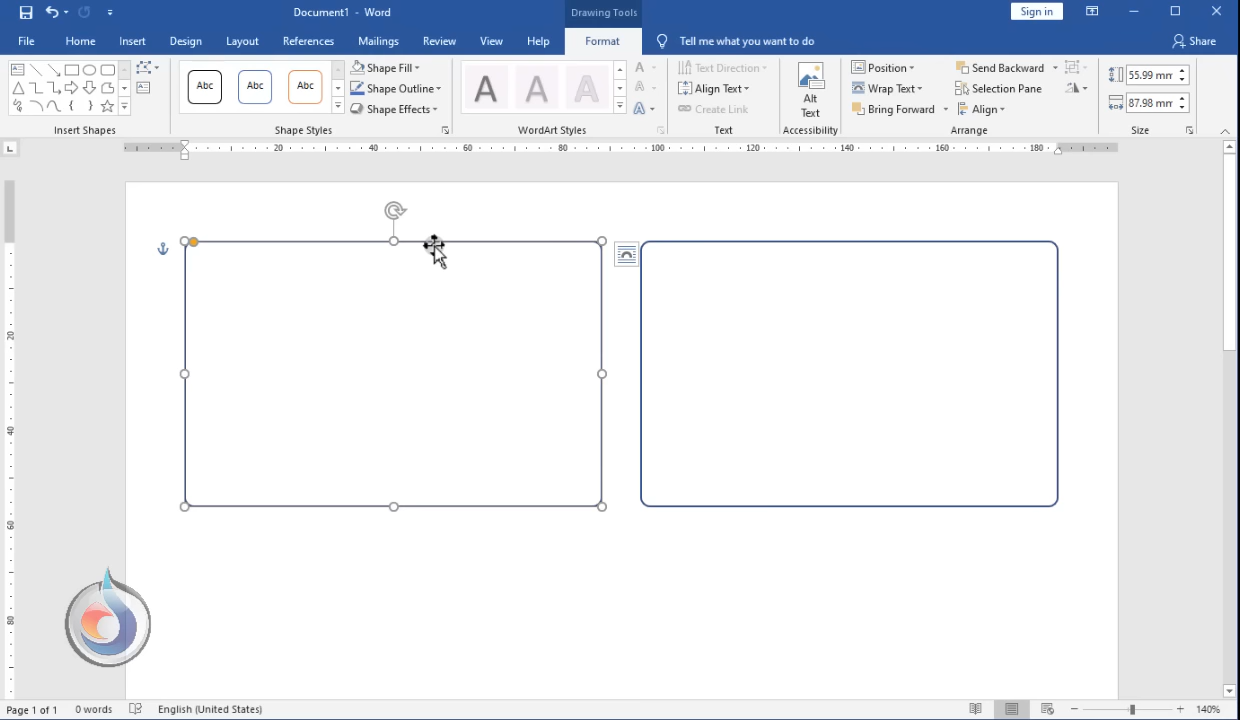 Document1 - Word
Drawing Tools
Sign in
File Home Insert Design Layout References Mailings Review View Help Format Tell me what you want to do Share
Abc Abc Abc
Shape Fill
Shape Outline
Shape Effects
A A A
Text Direction
Align Text
Create Link
Alt
Text
Position
Wrap Text
Bring Forward
Send Backward
Selection Pane
Align
55.99 mm
87.98 mm
Insert Shapes Shape Styles WordArt Styles Text Accessibility Arrange Size
20 40 60 80 100 120 140 160 180
20
40
60
80
Page 1 of 1 0 words English (United States) 140%